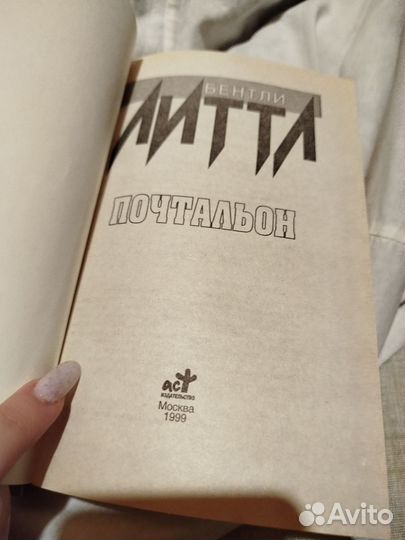 БЕНТЛИ
ЛИТТЛ
ПОЧТАЛЬОН
аст
ИЗДАТЕЛЬСТВО
Москва
1999
Avito